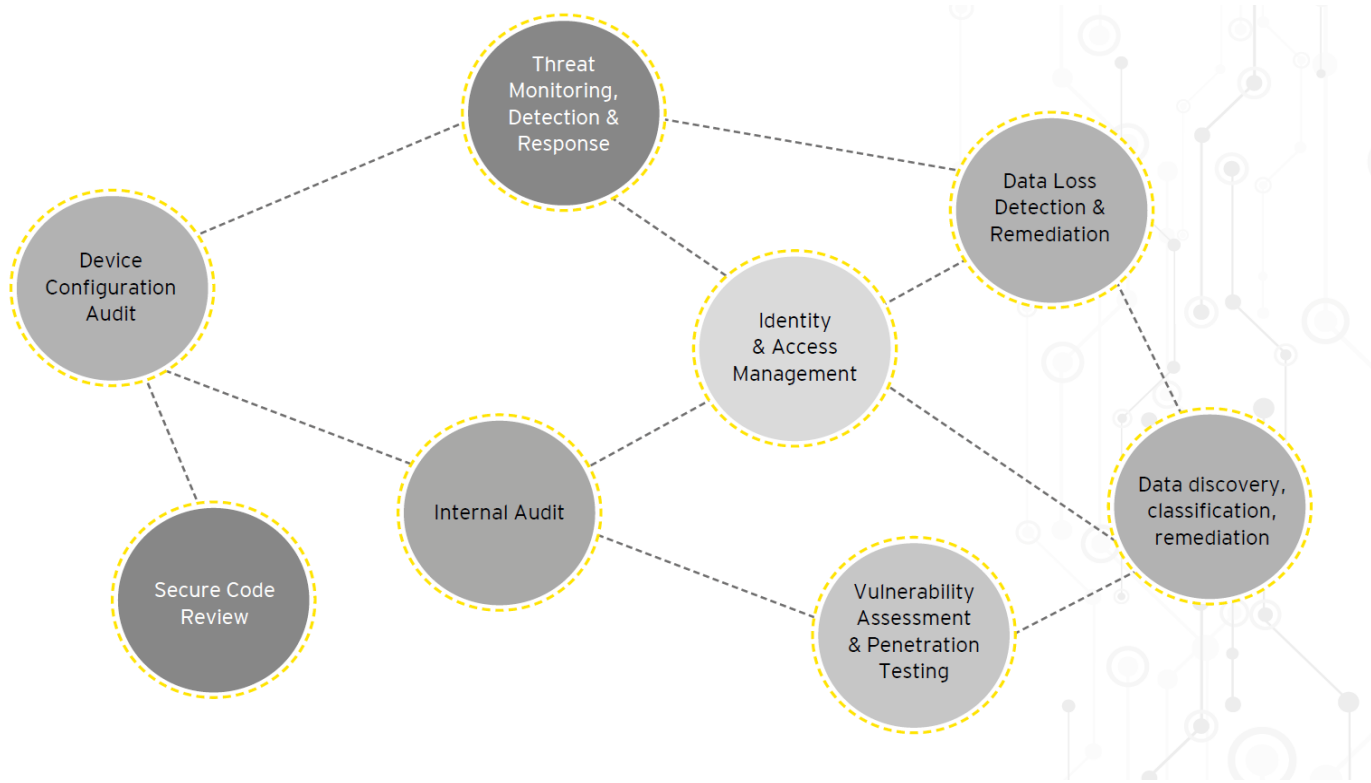 Threat
Monitoring,
Detection &
Response
Data Loss
Detection &
Remediation
Device
Configuration
Audit
Identity
& Access
Management
Internal Audit
Data discovery,
classification,
remediation
Secure Code
Review
Vulnerability
Assessment
& Penetration
Testing